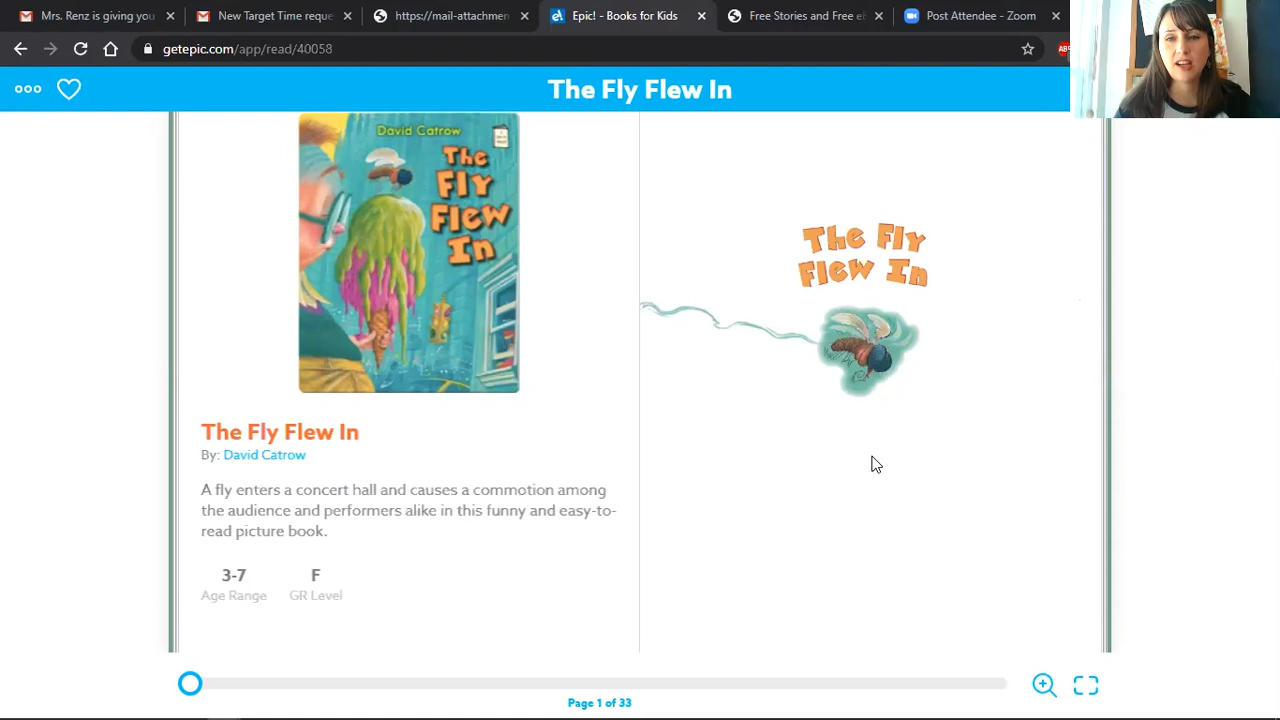 Mrs. Renz is giving you
New Target Time reque
https://mail-attachmen
Epic! - Books for Kids
Free Stories and Free e
Post Attendee - Zoom
getepic.com/app/read/40058
The Fly Flew In
David Catrow
The
Fly
Flew
In
The Fly
Flew In
The Fly Flew In
By: David Catrow
A fly enters a concert hall and causes a commotion among
the audience and performers alike in this funny and easy-to-
read picture book.
3-7 F
Age Range GR Level
Page 1 of 33